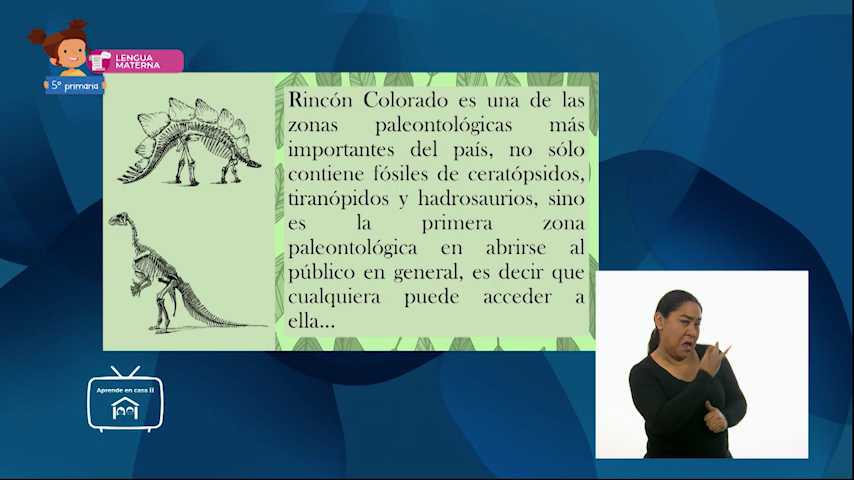 LENGUA
MATERNA
5° primaria
Rincón Colorado es una de las
zonas paleontológicas más
importantes del país, no sólo
contiene fósiles de ceratópsidos,
tiranópidos y hadrosaurios, sino
es la primera zona
paleontológica en abrirse al
público en general, es decir que
cualquiera puede acceder a
ella...
Aprende en casa II